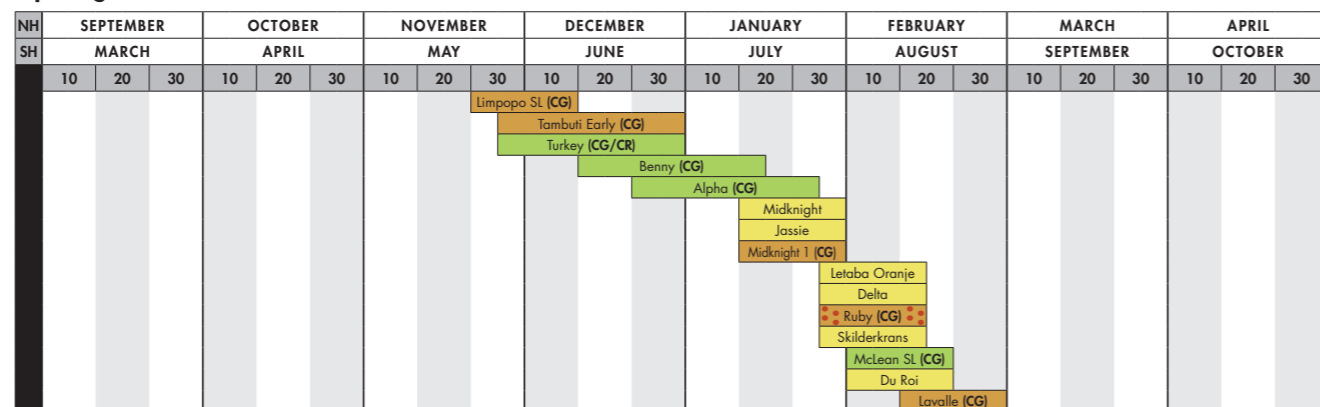 NH SEPTEMBER OCTOBER NOVEMBER DECEMBER JANUARY FEBRUARY MARCH APRIL
SH MARCH APRIL MAY JUNE JULY AUGUST SEPTEMBER OCTOBER
10 20 30 10 20 30 10 20 30 10 20 30 10 20 30 10 20 30 10 20 30 10 20 30
Limpopo SL (CG)
Tambuti Early (CG)
Turkey (CG/CR)
Benny (CG)
Alpha (CG)
Midknight
Jassie
Midknight 1 (CG)
Letaba Oranje
Delta
Ruby (CG)
Skilderkrans
McLean SL (CG)
Du Roi
Lavalle (CG)